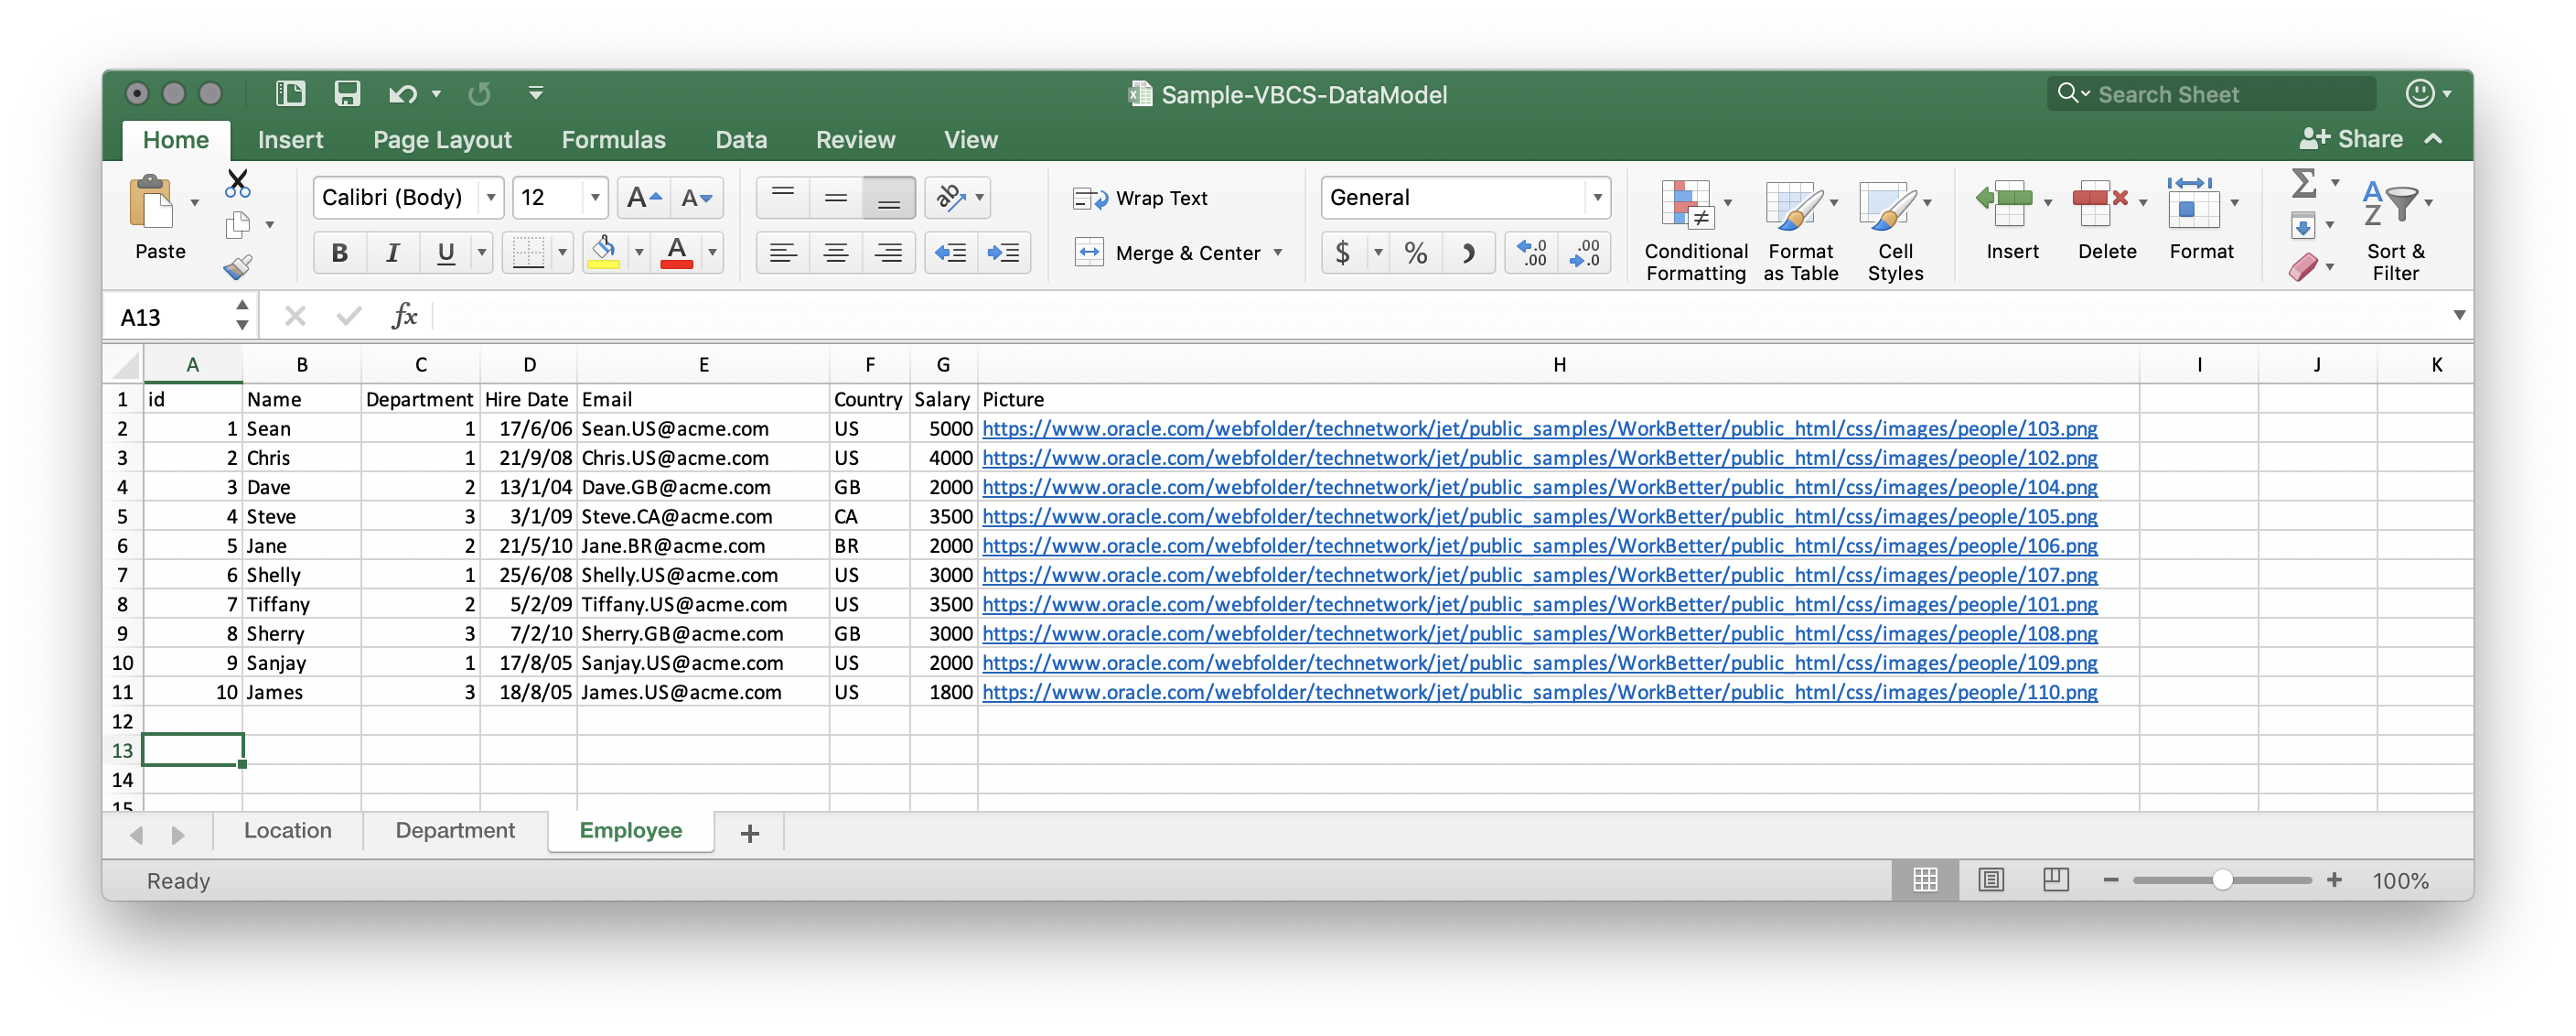 Sample-VBCS-DataModel
Search Sheet
Home Insert Page Layout Formulas Data Review View
Share
Paste
Calibri (Body) 12 A A
B I U A
ab
Wrap Text
Merge & Center
General
$ % ) .0 .00 .00 .0
≠
Conditional Formatting
Format as Table
Cell Styles
Insert
Delete
Format
Σ
A Z
Sort & Filter
A13 fx
A B C D E F G H I J K
1 id Name Department Hire Date Email Country Salary Picture
2 1 Sean 1 17/6/06 Sean.US@acme.com US 5000 https://www.oracle.com/webfolder/technetwork/jet/public_samples/WorkBetter/public_html/css/images/people/103.png
3 2 Chris 1 21/9/08 Chris.US@acme.com US 4000 https://www.oracle.com/webfolder/technetwork/jet/public_samples/WorkBetter/public_html/css/images/people/102.png
4 3 Dave 2 13/1/04 Dave.GB@acme.com GB 2000 https://www.oracle.com/webfolder/technetwork/jet/public_samples/WorkBetter/public_html/css/images/people/104.png
5 4 Steve 3 3/1/09 Steve.CA@acme.com CA 3500 https://www.oracle.com/webfolder/technetwork/jet/public_samples/WorkBetter/public_html/css/images/people/105.png
6 5 Jane 2 21/5/10 Jane.BR@acme.com BR 2000 https://www.oracle.com/webfolder/technetwork/jet/public_samples/WorkBetter/public_html/css/images/people/106.png
7 6 Shelly 1 25/6/08 Shelly.US@acme.com US 3000 https://www.oracle.com/webfolder/technetwork/jet/public_samples/WorkBetter/public_html/css/images/people/107.png
8 7 Tiffany 2 5/2/09 Tiffany.US@acme.com US 3500 https://www.oracle.com/webfolder/technetwork/jet/public_samples/WorkBetter/public_html/css/images/people/101.png
9 8 Sherry 3 7/2/10 Sherry.GB@acme.com GB 3000 https://www.oracle.com/webfolder/technetwork/jet/public_samples/WorkBetter/public_html/css/images/people/108.png
10 9 Sanjay 1 17/8/05 Sanjay.US@acme.com US 2000 https://www.oracle.com/webfolder/technetwork/jet/public_samples/WorkBetter/public_html/css/images/people/109.png
11 10 James 3 18/8/05 James.US@acme.com US 1800 https://www.oracle.com/webfolder/technetwork/jet/public_samples/WorkBetter/public_html/css/images/people/110.png
12
13
14
15
Location Department Employee +
Ready
100%